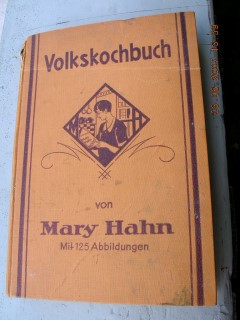 Volkskochbuch
von
Mary Hahn
Mit 125 Abbildungen